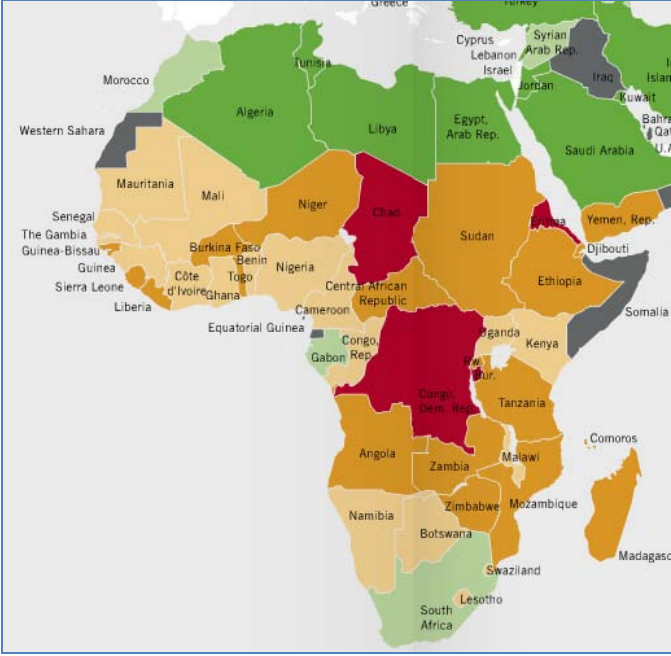 Greece
Turkey
Cyprus
Syrian
Arab Rep.
Lebanon
Israel
Iraq
Islam
Tunisia
Morocco
Jordan
Kuwait
Algeria
Libya
Egypt,
Arab Rep.
Bahra
Qat
U.A
Western Sahara
Saudi Arabia
Mauritania
Mali
Niger
Chad
Sudan
Eritrea
Yemen, Rep.
Senegal
The Gambia
Guinea-Bissau
Guinea
Sierra Leone
Liberia
Burkina Faso
Benin
Togo
Côte
d'Ivoire
Ghana
Nigeria
Djibouti
Ethiopia
Central African
Republic
Somalia
Cameroon
Equatorial Guinea
Gabon
Congo,
Rep.
Uganda
Kenya
Rw.
Bur.
Congo,
Dem. Rep.
Tanzania
Comoros
Angola
Malawi
Zambia
Zimbabwe
Mozambique
Namibia
Botswana
Madagasc
Swaziland
Lesotho
South
Africa